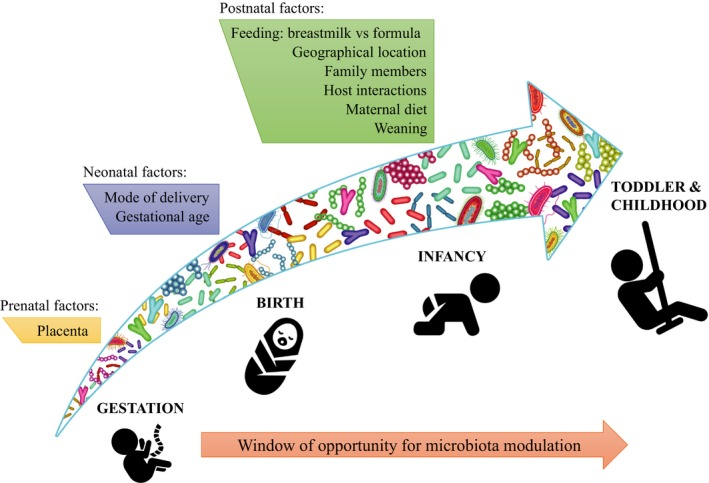 Postnatal factors:
Feeding: breastmilk vs formula
Geographical location
Family members
Host interactions
Maternal diet
Weaning
Neonatal factors:
Mode of delivery
Gestational age
Prenatal factors:
Placenta
GESTATION
BIRTH
INFANCY
TODDLER &
CHILDHOOD
Window of opportunity for microbiota modulation